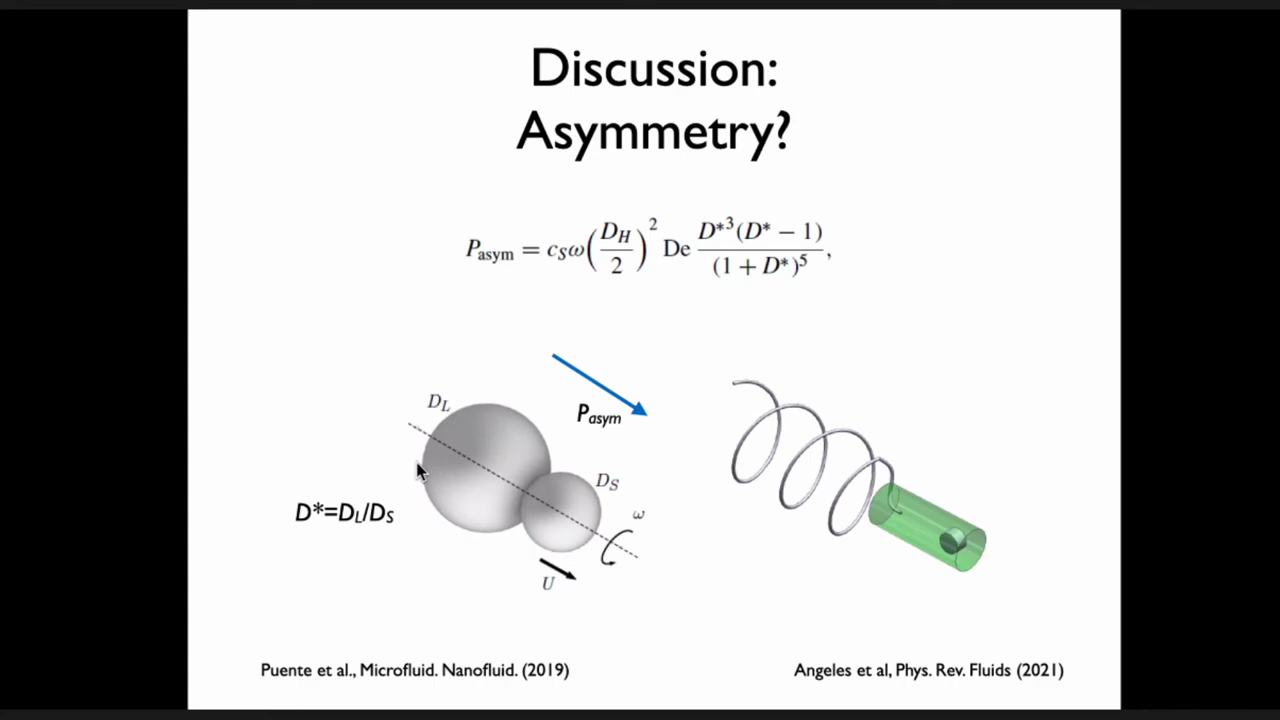 Discussion:
Asymmetry?
P_asym = c_S ω (D_H / 2)^2 De D*^3 (D* − 1) / (1 + D*)^5,
D_L
P_asym
D_S
ω
D*=D_L/D_S
U
Puente et al., Microfluid. Nanofluid. (2019)
Angeles et al, Phys. Rev. Fluids (2021)